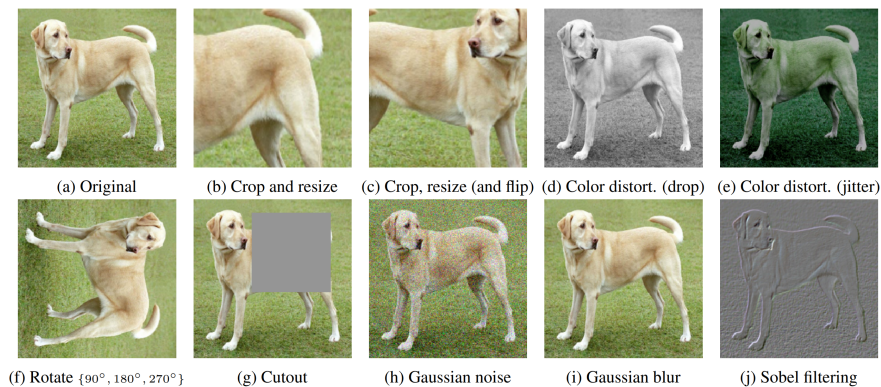 (a) Original
(b) Crop and resize
(c) Crop, resize (and flip)
(d) Color distort. (drop)
(e) Color distort. (jitter)
(f) Rotate {90°, 180°, 270°}
(g) Cutout
(h) Gaussian noise
(i) Gaussian blur
(j) Sobel filtering